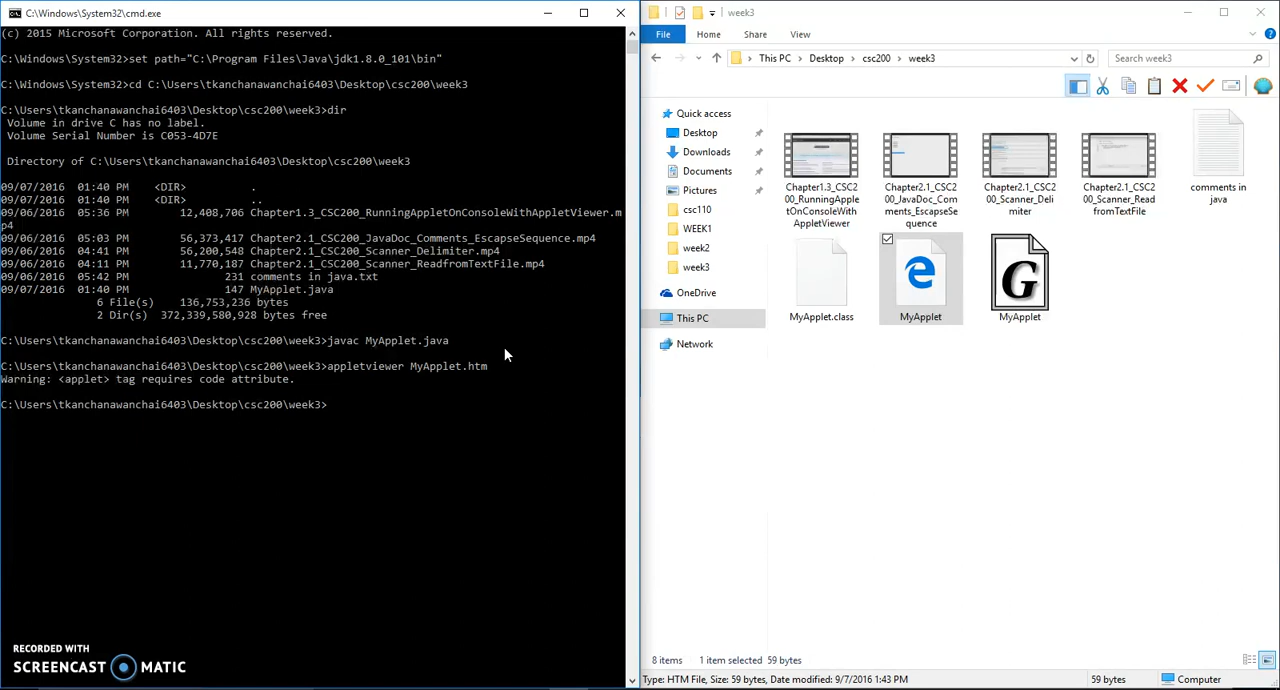 C:\Windows\System32\cmd.exe
(c) 2015 Microsoft Corporation. All rights reserved.
C:\Windows\System32>set path="C:\Program Files\Java\jdk1.8.0_101\bin"
C:\Windows\System32>cd C:\Users\tkanchanawanchai6403\Desktop\csc200\week3
C:\Users\tkanchanawanchai6403\Desktop\csc200\week3>dir
Volume in drive C has no label.
Volume Serial Number is C053-4D7E
Directory of C:\Users\tkanchanawanchai6403\Desktop\csc200\week3
09/07/2016 01:40 PM <DIR> .
09/07/2016 01:40 PM <DIR> ..
09/06/2016 05:36 PM 12,408,706 Chapter1.3_CSC200_RunningAppletOnConsoleWithAppletViewer.m
p4
09/06/2016 05:03 PM 56,373,417 Chapter2.1_CSC200_JavaDoc_Comments_EscapseSequence.mp4
09/06/2016 04:41 PM 56,200,548 Chapter2.1_CSC200_Scanner_Delimiter.mp4
09/06/2016 04:11 PM 11,770,187 Chapter2.1_CSC200_Scanner_ReadfromTextFile.mp4
09/06/2016 05:42 PM 231 comments in java.txt
09/07/2016 01:40 PM 147 MyApplet.java
6 File(s) 136,753,236 bytes
2 Dir(s) 372,339,580,928 bytes free
C:\Users\tkanchanawanchai6403\Desktop\csc200\week3>javac MyApplet.java
C:\Users\tkanchanawanchai6403\Desktop\csc200\week3>appletviewer MyApplet.htm
Warning: <applet> tag requires code attribute.
C:\Users\tkanchanawanchai6403\Desktop\csc200\week3>
RECORDED WITH
SCREENCAST MATIC
week3
File Home Share View
This PC > Desktop > csc200 > week3
Search week3
Quick access
Desktop
Downloads
Documents
Pictures
csc110
WEEK1
week2
week3
OneDrive
This PC
Network
Chapter1.3_CSC2
00_RunningApple
tOnConsoleWith
AppletViewer
Chapter2.1_CSC2
00_JavaDoc_Com
ments_EscapseSe
quence
Chapter2.1_CSC2
00_Scanner_Deli
miter
Chapter2.1_CSC2
00_Scanner_Read
fromTextFile
comments in
java
MyApplet.class
MyApplet
MyApplet
8 items 1 item selected 59 bytes
Type: HTM File, Size: 59 bytes, Date modified: 9/7/2016 1:43 PM
59 bytes
Computer